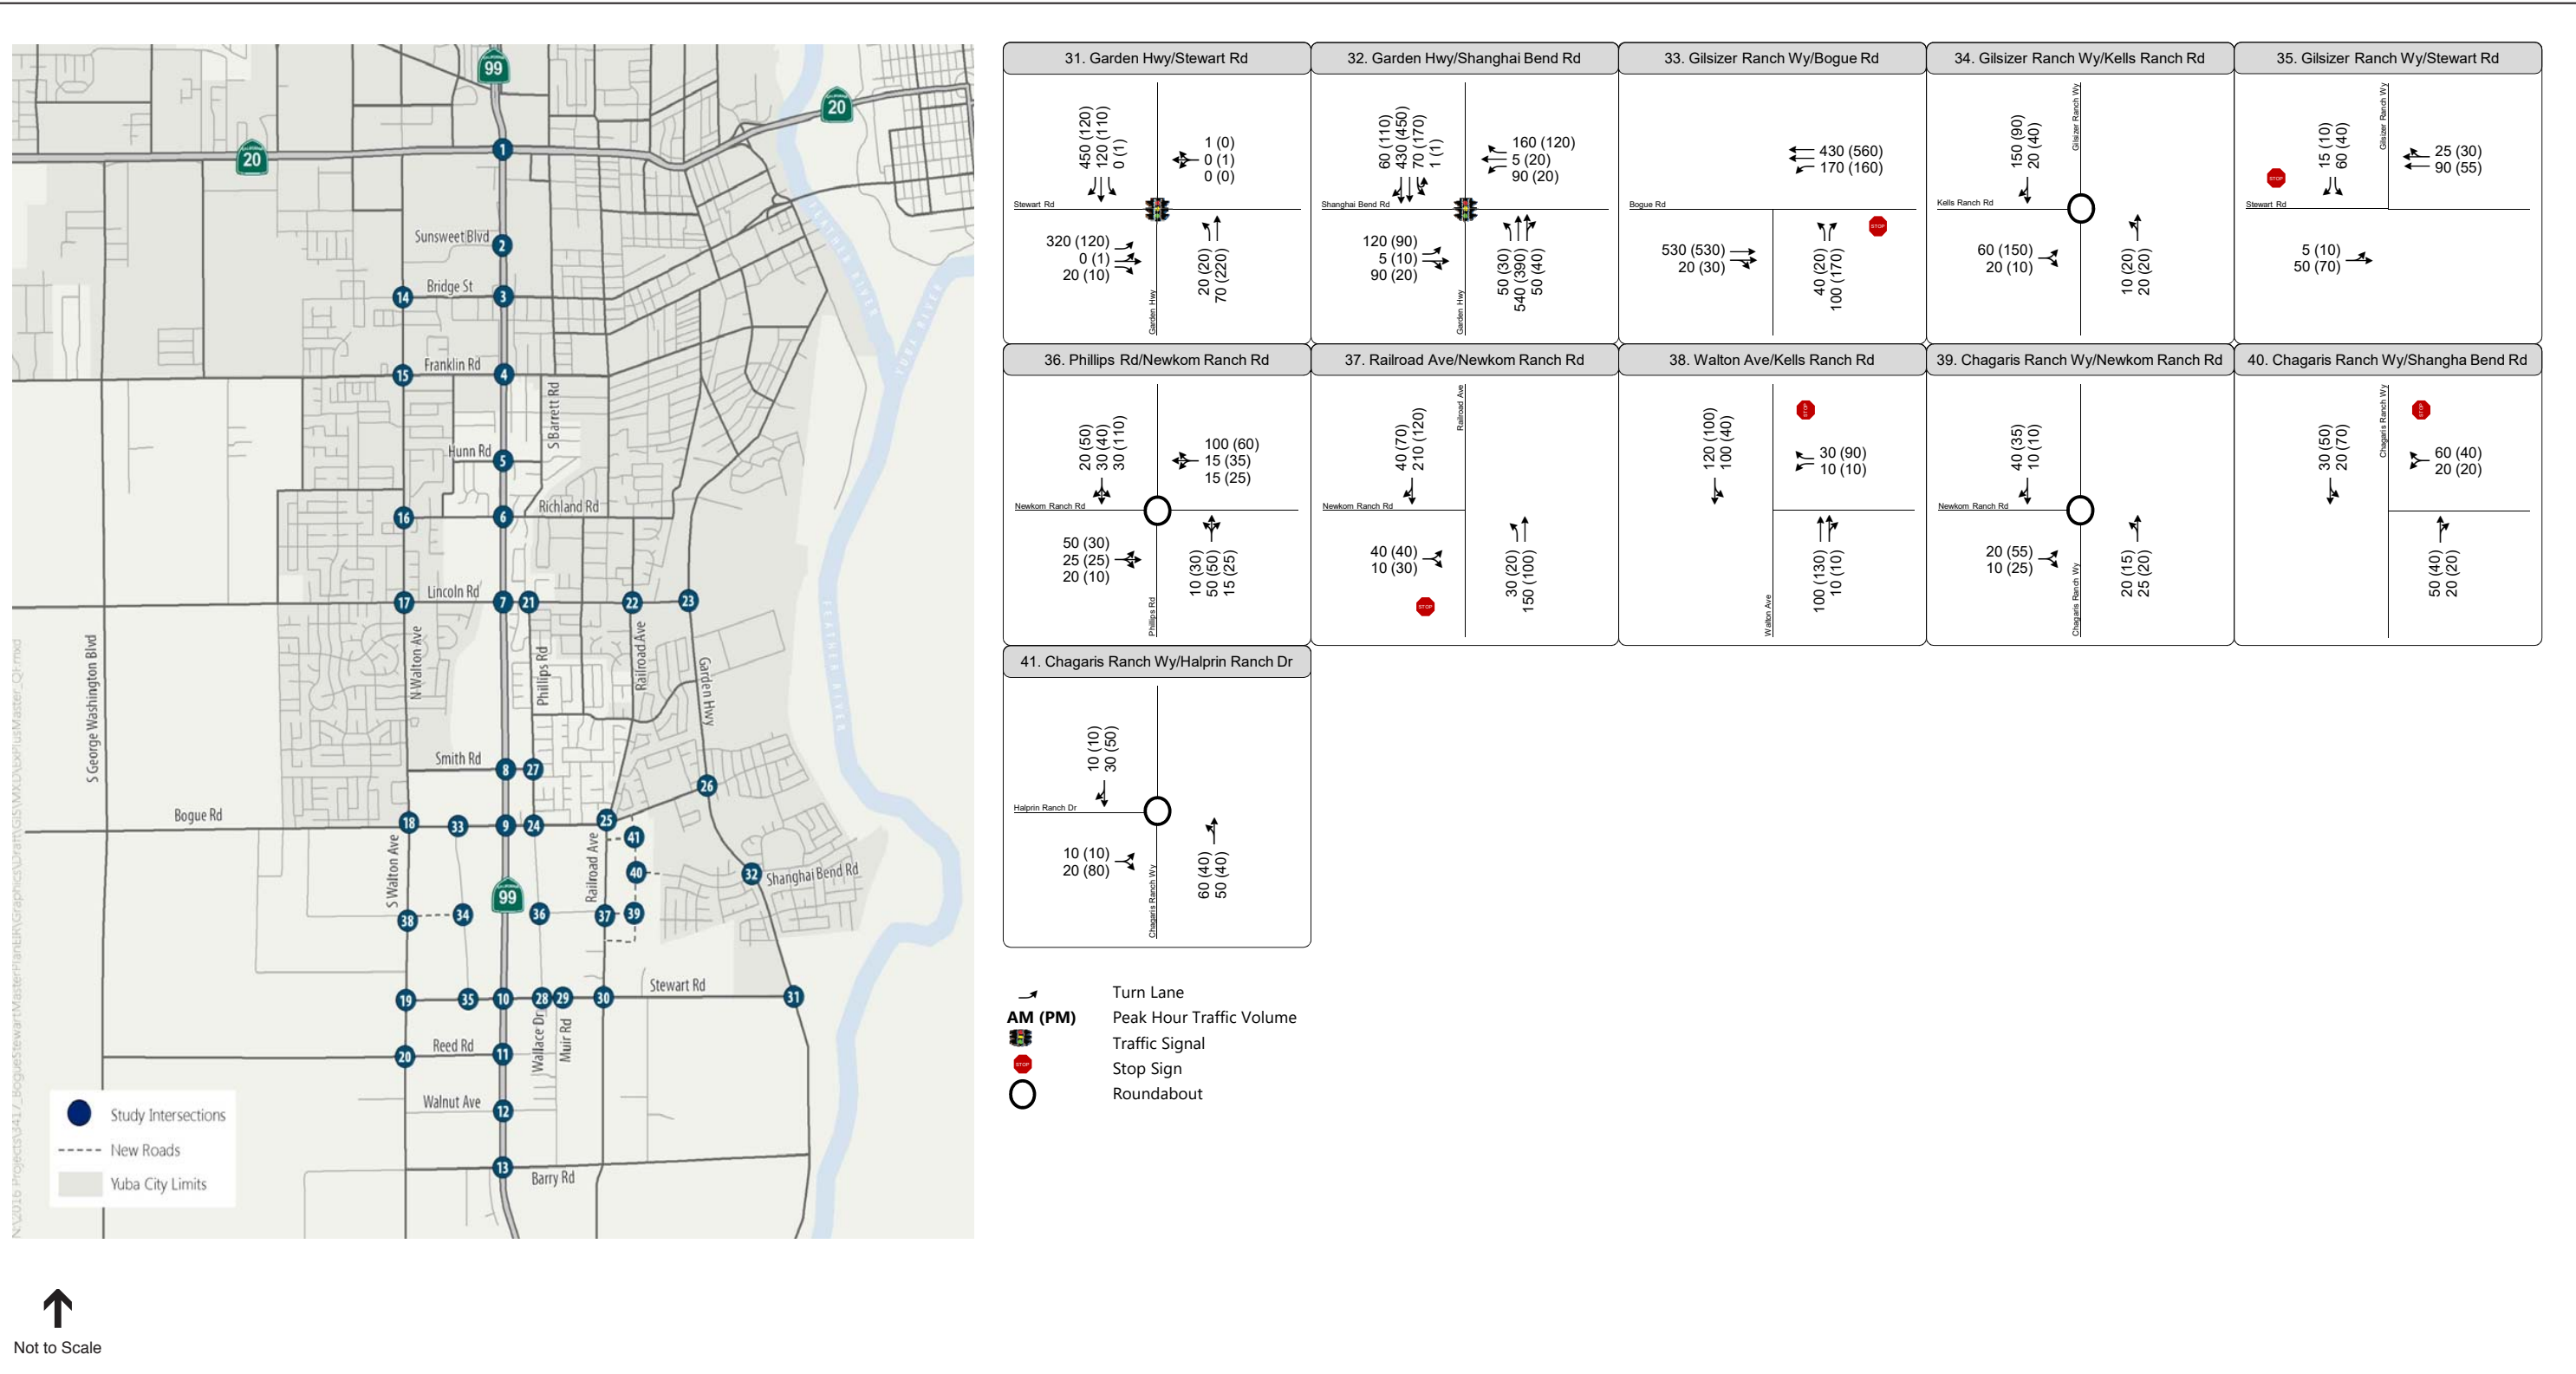 99
20
20
1
Sunsweet Blvd
2
Bridge St
14
3
Franklin Rd
15
4
S Barrett Rd
Hunn Rd
5
Richland Rd
16
6
FEATHER RIVER
YUBA RIVER
Lincoln Rd
17
7
21
22
23
S George Washington Blvd
N Walton Ave
Phillips Rd
Railroad Ave
Garden Hwy
FEATHER RIVER
Smith Rd
8
27
26
Bogue Rd
18
33
9
24
25
41
S Walton Ave
99
Railroad Ave
40
32
Shanghai Bend Rd
38
34
36
37
39
Stewart Rd
19
35
10
28
29
30
31
Wallace Dr
Muir Rd
Reed Rd
20
11
Walnut Ave
12
13
Barry Rd
Study Intersections
New Roads
Yuba City Limits
Not to Scale
31. Garden Hwy/Stewart Rd
450 (120)
120 (110)
0 (1)
1 (0)
0 (1)
0 (0)
Stewart Rd
320 (120)
0 (1)
20 (10)
Garden Hwy
20 (20)
70 (220)
32. Garden Hwy/Shanghai Bend Rd
60 (110)
430 (450)
70 (170)
1 (1)
160 (120)
5 (20)
90 (20)
Shanghai Bend Rd
120 (90)
5 (10)
90 (20)
Garden Hwy
50 (30)
540 (390)
50 (40)
33. Gilsizer Ranch Wy/Bogue Rd
430 (560)
170 (160)
Bogue Rd
STOP
530 (530)
20 (30)
40 (20)
100 (170)
34. Gilsizer Ranch Wy/Kells Ranch Rd
150 (90)
20 (40)
Gilsizer Ranch Wy
Kells Ranch Rd
60 (150)
20 (10)
10 (20)
20 (20)
35. Gilsizer Ranch Wy/Stewart Rd
STOP
15 (10)
60 (40)
Gilsizer Ranch Wy
25 (30)
90 (55)
Stewart Rd
5 (10)
50 (70)
36. Phillips Rd/Newkom Ranch Rd
20 (50)
30 (40)
30 (110)
100 (60)
15 (35)
15 (25)
Newkom Ranch Rd
50 (30)
25 (25)
20 (10)
Phillips Rd
10 (30)
50 (50)
15 (25)
37. Railroad Ave/Newkom Ranch Rd
40 (70)
210 (120)
Railroad Ave
Newkom Ranch Rd
40 (40)
10 (30)
STOP
30 (20)
150 (100)
38. Walton Ave/Kells Ranch Rd
120 (100)
100 (40)
STOP
30 (90)
10 (10)
Walton Ave
100 (130)
10 (10)
39. Chagaris Ranch Wy/Newkom Ranch Rd
40 (35)
10 (10)
Newkom Ranch Rd
20 (55)
10 (25)
Chagaris Ranch Wy
20 (15)
25 (20)
40. Chagaris Ranch Wy/Shangha Bend Rd
30 (50)
20 (70)
Chagaris Ranch Wy
STOP
60 (40)
20 (20)
50 (40)
20 (20)
41. Chagaris Ranch Wy/Halprin Ranch Dr
10 (10)
30 (50)
Halprin Ranch Dr
10 (10)
20 (80)
Chagaris Ranch Wy
60 (40)
50 (40)
Turn Lane
AM (PM) Peak Hour Traffic Volume
Traffic Signal
STOP Stop Sign
Roundabout